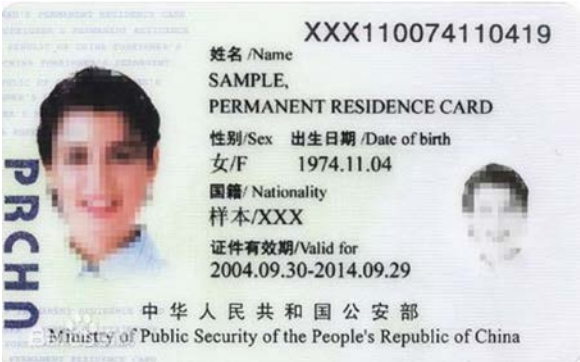 XXX110074110419
姓名 /Name
SAMPLE,
PERMANENT RESIDENCE CARD
性别/Sex 出生日期 /Date of birth
女/F 1974.11.04
国籍/ Nationality
样本/XXX
证件有效期/Valid for
2004.09.30-2014.09.29
PRCHN
中华人民共和国公安部
Ministry of Public Security of the People's Republic of China